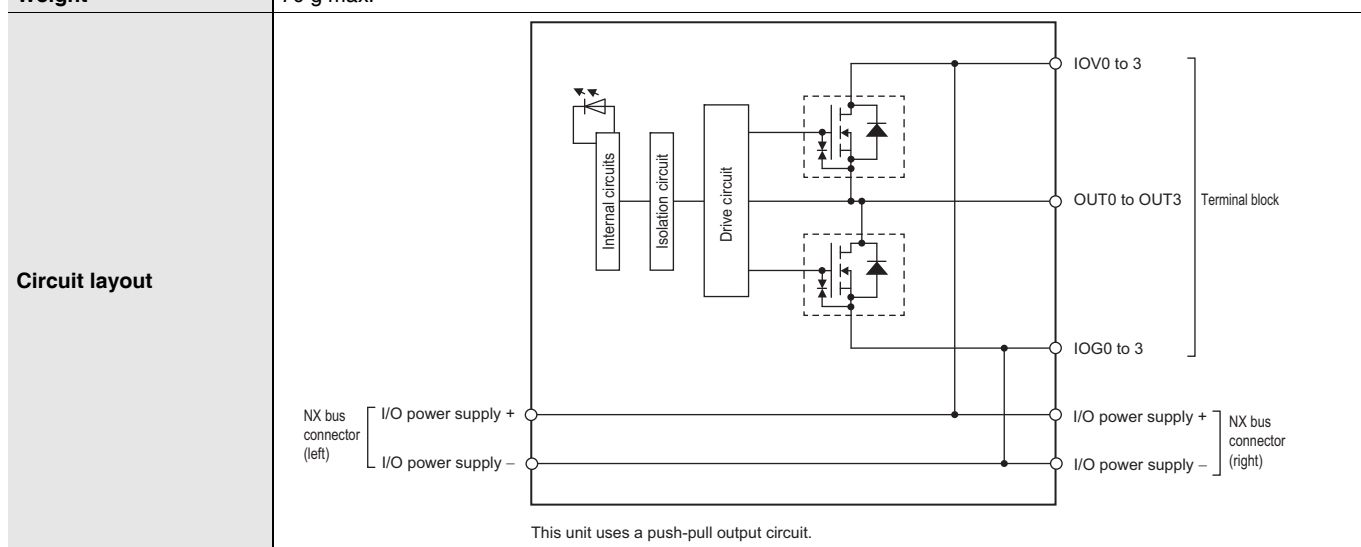 Circuit layout
IOV0 to 3
Internal circuits
Isolation circuit
Drive circuit
OUT0 to OUT3
Terminal block
IOG0 to 3
NX bus
connector
(left)
I/O power supply +
I/O power supply –
I/O power supply +
I/O power supply –
NX bus
connector
(right)
This unit uses a push-pull output circuit.